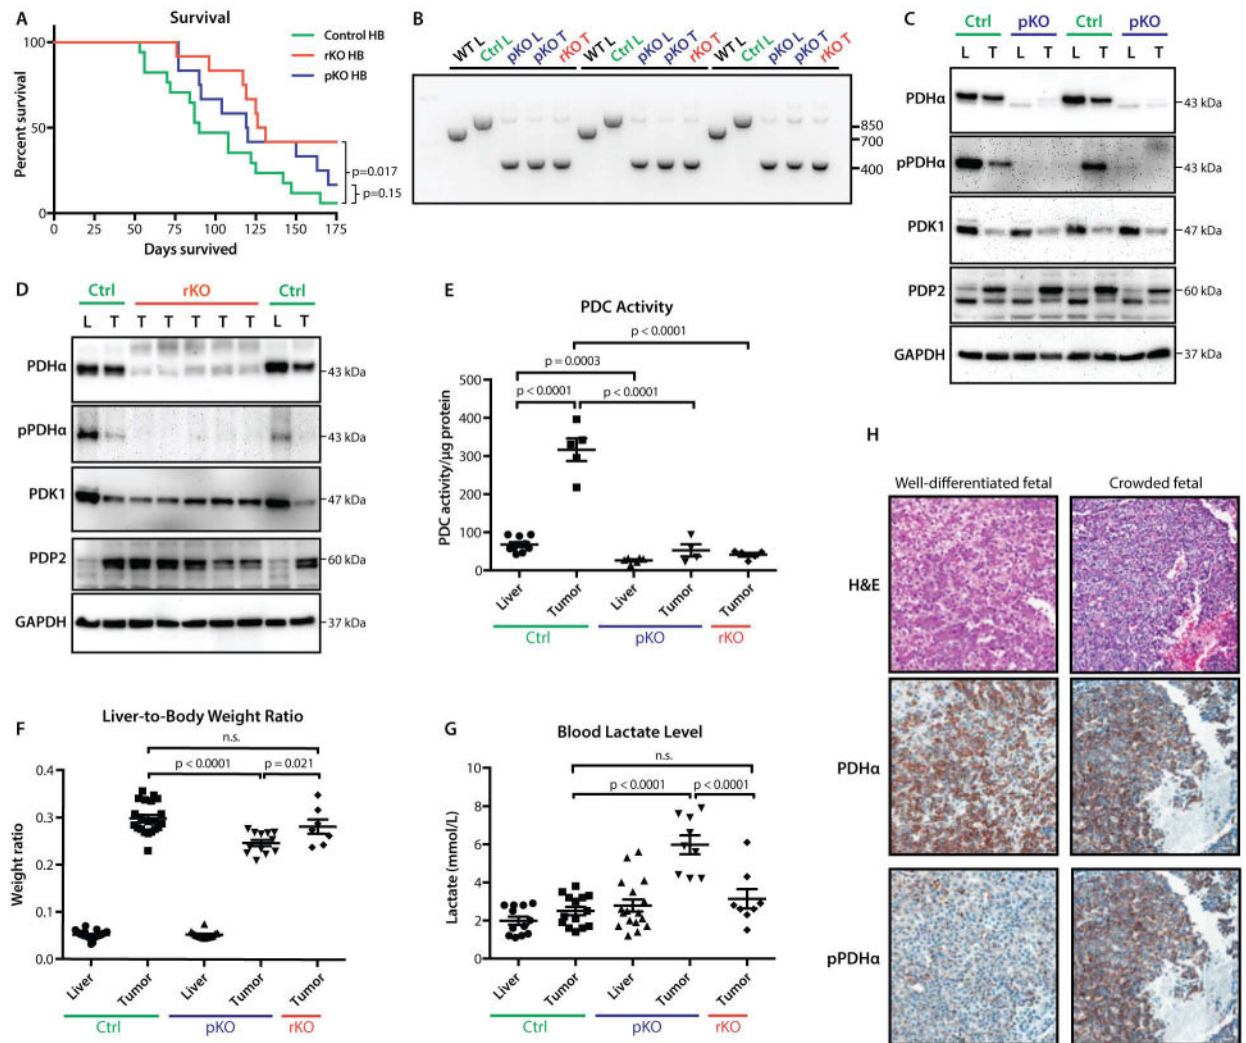 A
Survival
Control HB
rKO HB
pKO HB
Percent survival
100
50
0
0 25 50 75 100 125 150 175
Days survived
p=0.017
p=0.15
B
WT L Ctrl L pKO L pKO T rKO T WT L Ctrl L pKO L pKO T rKO T WT L Ctrl L pKO L pKO T rKO T
850
700
400
C
Ctrl pKO Ctrl pKO
L T L T L T L T
PDHα 43 kDa
pPDHα 43 kDa
PDK1 47 kDa
PDP2 60 kDa
GAPDH 37 kDa
D
Ctrl rKO Ctrl
L T T T T T T L T
PDHα 43 kDa
pPDHα 43 kDa
PDK1 47 kDa
PDP2 60 kDa
GAPDH 37 kDa
E
PDC Activity
p < 0.0001
p = 0.0003
p < 0.0001 p < 0.0001
PDC activity/µg protein
500
400
300
200
100
0
Liver Tumor Liver Tumor Tumor
Ctrl pKO rKO
F
Liver-to-Body Weight Ratio
n.s.
p < 0.0001 p = 0.021
Weight ratio
0.4
0.3
0.2
0.1
0.0
Liver Tumor Liver Tumor Tumor
Ctrl pKO rKO
G
Blood Lactate Level
n.s.
p < 0.0001 p < 0.0001
Lactate (mmol/L)
10
8
6
4
2
0
Liver Tumor Liver Tumor Tumor
Ctrl pKO rKO
H
Well-differentiated fetal Crowded fetal
H&E
PDHα
pPDHα